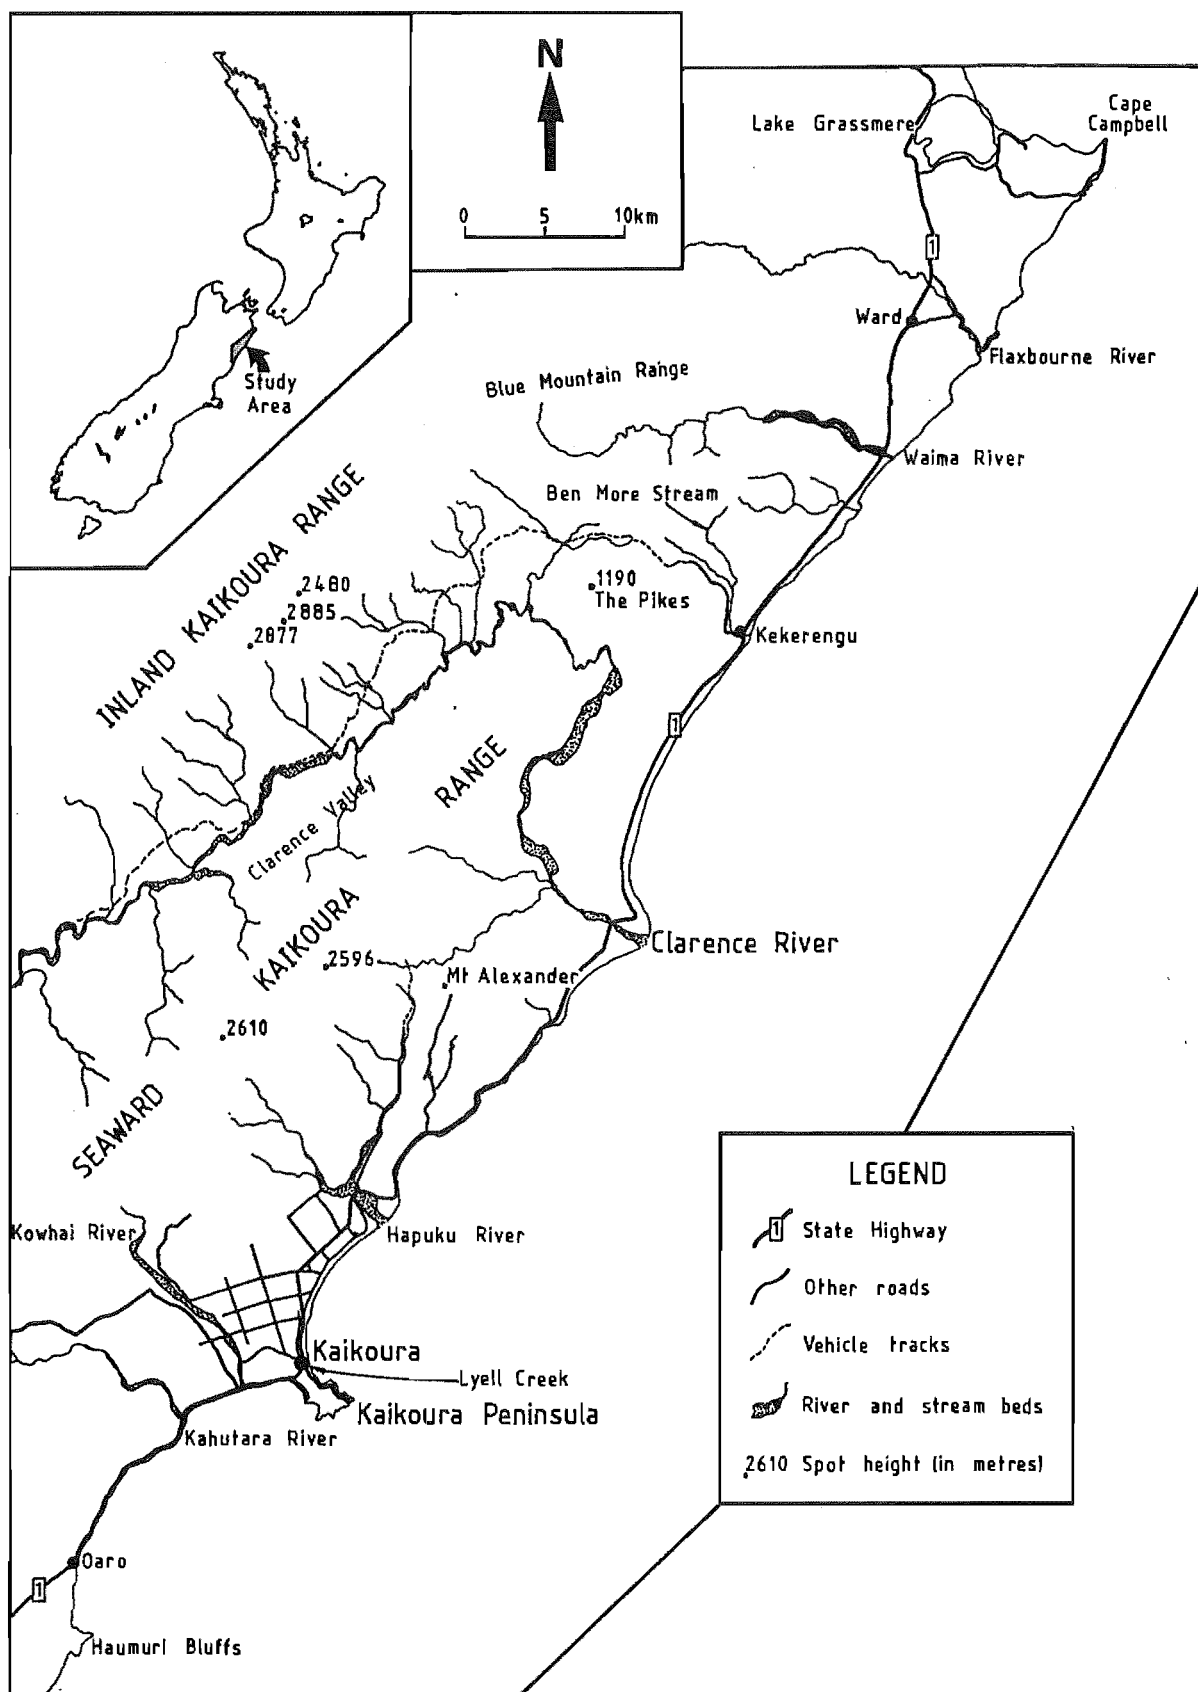 N
0 5 10km
Study
Area
Lake Grassmere
Cape
Campbell
1
Ward
Flaxbourne River
Blue Mountain Range
Waima River
Ben More Stream
INLAND KAIKOURA RANGE
2480
2885
2877
1190
The Pikes
Kekerengu
1
RANGE
Clarence Valley
KAIKOURA
Clarence River
2596
Mt Alexander
2610
SEAWARD
Kowhai River
Hapuku River
Kaikoura
Lyell Creek
Kaikoura Peninsula
Kahutara River
Oaro
1
Haumuri Bluffs
LEGEND
1 State Highway
Other roads
Vehicle tracks
River and stream beds
2610 Spot height (in metres)